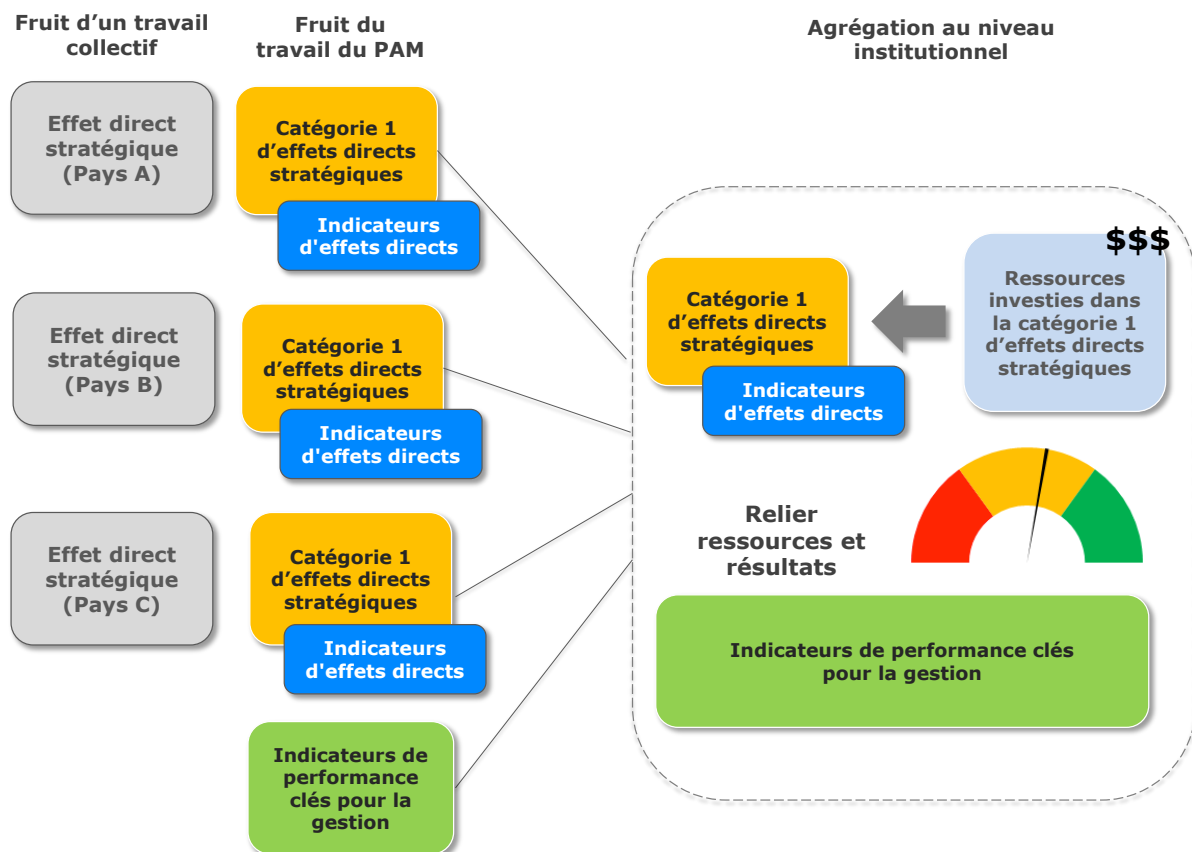 Fruit d’un travail
collectif
Fruit du
travail du PAM
Agrégation au niveau
institutionnel
Effet direct
stratégique
(Pays A)
Catégorie 1
d’effets directs
stratégiques
Indicateurs
d'effets directs
Effet direct
stratégique
(Pays B)
Catégorie 1
d’effets directs
stratégiques
Indicateurs
d'effets directs
Effet direct
stratégique
(Pays C)
Catégorie 1
d’effets directs
stratégiques
Indicateurs
d'effets directs
Indicateurs de
performance
clés pour la
gestion
$$$
Catégorie 1
d’effets directs
stratégiques
Indicateurs
d'effets directs
Ressources
investies dans
la catégorie 1
d’effets directs
stratégiques
Relier
ressources et
résultats
Indicateurs de performance clés
pour la gestion